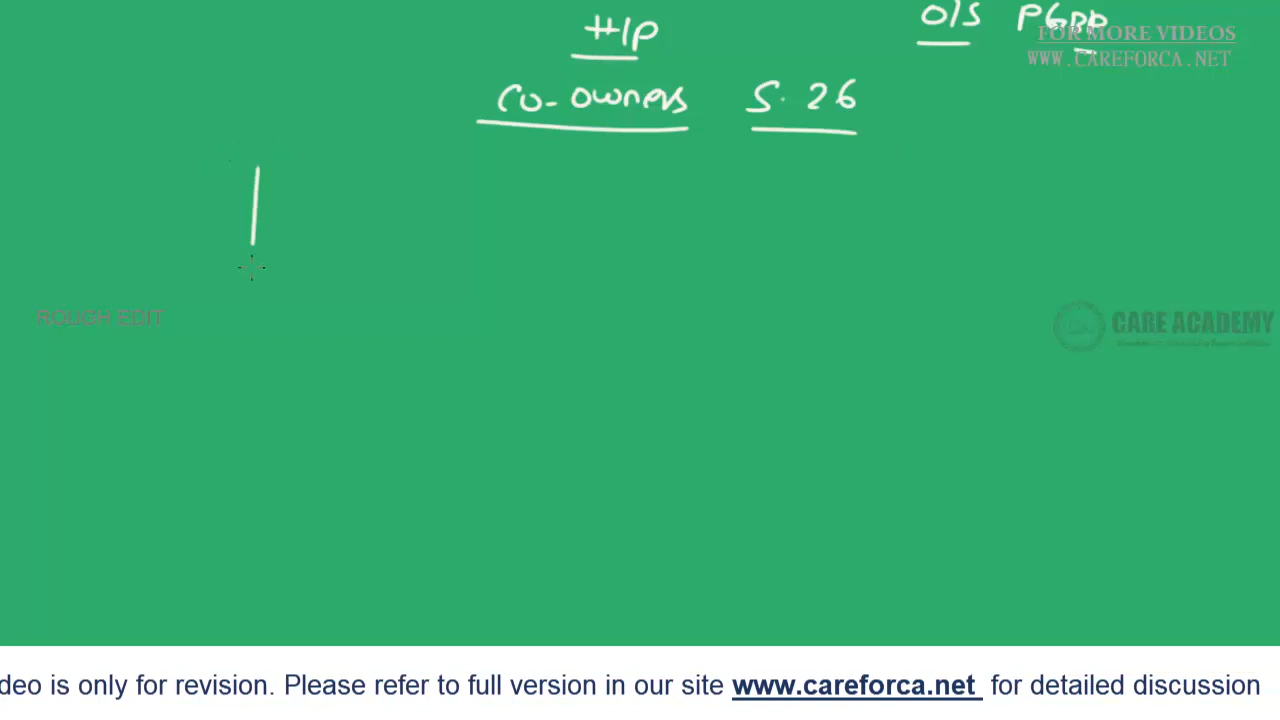 O/S PGBP
FOR MORE VIDEOS
WWW.CAREFORCA.NET
HP
Co-owners S. 26
ROUGH EDIT
CARE ACADEMY
deo is only for revision. Please refer to full version in our site www.careforca.net for detailed discussion